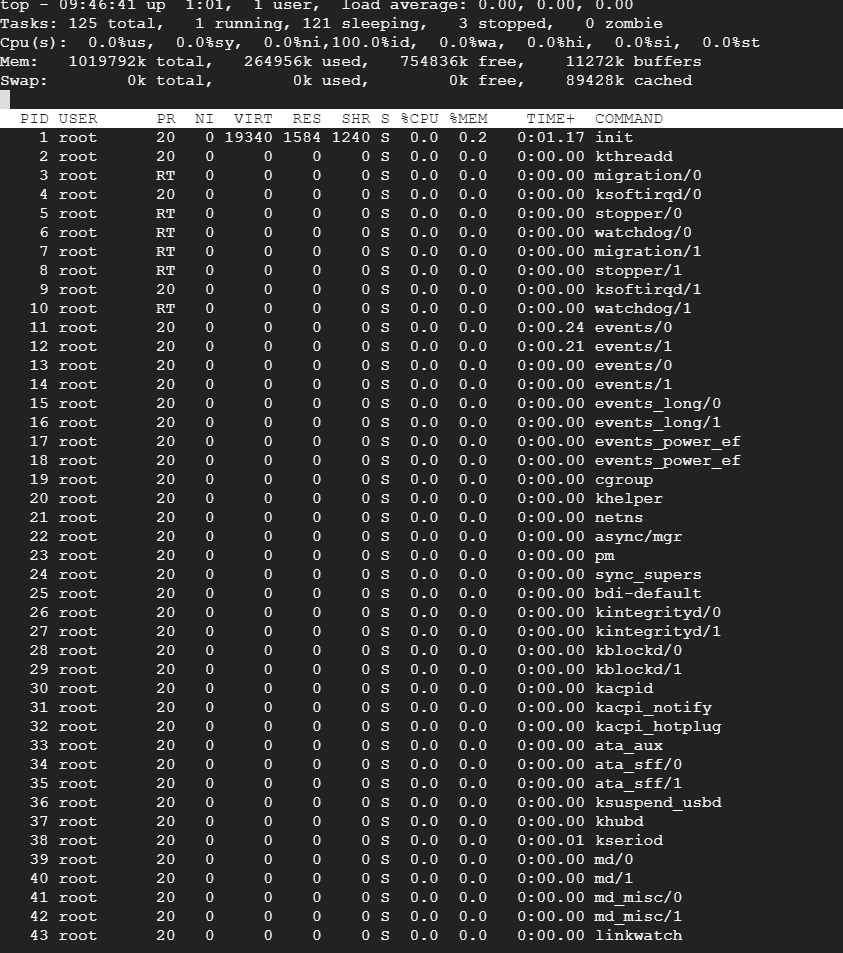 top - 09:46:41 up  1:01,  1 user,  load average: 0.00, 0.00, 0.00
Tasks: 125 total,   1 running, 121 sleeping,   3 stopped,   0 zombie
Cpu(s):  0.0%us,  0.0%sy,  0.0%ni,100.0%id,  0.0%wa,  0.0%hi,  0.0%si,  0.0%st
Mem:   1019792k total,   264956k used,   754836k free,    11272k buffers
Swap:        0k total,        0k used,        0k free,    89428k cached
PID USER      PR  NI  VIRT  RES  SHR S %CPU %MEM    TIME+  COMMAND
1 root      20   0 19340 1584 1240 S  0.0  0.2   0:01.17 init
2 root      20   0     0    0    0 S  0.0  0.0   0:00.00 kthreadd
3 root      RT   0     0    0    0 S  0.0  0.0   0:00.00 migration/0
4 root      20   0     0    0    0 S  0.0  0.0   0:00.00 ksoftirqd/0
5 root      RT   0     0    0    0 S  0.0  0.0   0:00.00 stopper/0
6 root      RT   0     0    0    0 S  0.0  0.0   0:00.00 watchdog/0
7 root      RT   0     0    0    0 S  0.0  0.0   0:00.00 migration/1
8 root      RT   0     0    0    0 S  0.0  0.0   0:00.00 stopper/1
9 root      20   0     0    0    0 S  0.0  0.0   0:00.00 ksoftirqd/1
10 root      RT   0     0    0    0 S  0.0  0.0   0:00.00 watchdog/1
11 root      20   0     0    0    0 S  0.0  0.0   0:00.24 events/0
12 root      20   0     0    0    0 S  0.0  0.0   0:00.21 events/1
13 root      20   0     0    0    0 S  0.0  0.0   0:00.00 events/0
14 root      20   0     0    0    0 S  0.0  0.0   0:00.00 events/1
15 root      20   0     0    0    0 S  0.0  0.0   0:00.00 events_long/0
16 root      20   0     0    0    0 S  0.0  0.0   0:00.00 events_long/1
17 root      20   0     0    0    0 S  0.0  0.0   0:00.00 events_power_ef
18 root      20   0     0    0    0 S  0.0  0.0   0:00.00 events_power_ef
19 root      20   0     0    0    0 S  0.0  0.0   0:00.00 cgroup
20 root      20   0     0    0    0 S  0.0  0.0   0:00.00 khelper
21 root      20   0     0    0    0 S  0.0  0.0   0:00.00 netns
22 root      20   0     0    0    0 S  0.0  0.0   0:00.00 async/mgr
23 root      20   0     0    0    0 S  0.0  0.0   0:00.00 pm
24 root      20   0     0    0    0 S  0.0  0.0   0:00.00 sync_supers
25 root      20   0     0    0    0 S  0.0  0.0   0:00.00 bdi-default
26 root      20   0     0    0    0 S  0.0  0.0   0:00.00 kintegrityd/0
27 root      20   0     0    0    0 S  0.0  0.0   0:00.00 kintegrityd/1
28 root      20   0     0    0    0 S  0.0  0.0   0:00.00 kblockd/0
29 root      20   0     0    0    0 S  0.0  0.0   0:00.00 kblockd/1
30 root      20   0     0    0    0 S  0.0  0.0   0:00.00 kacpid
31 root      20   0     0    0    0 S  0.0  0.0   0:00.00 kacpi_notify
32 root      20   0     0    0    0 S  0.0  0.0   0:00.00 kacpi_hotplug
33 root      20   0     0    0    0 S  0.0  0.0   0:00.00 ata_aux
34 root      20   0     0    0    0 S  0.0  0.0   0:00.00 ata_sff/0
35 root      20   0     0    0    0 S  0.0  0.0   0:00.00 ata_sff/1
36 root      20   0     0    0    0 S  0.0  0.0   0:00.00 ksuspend_usbd
37 root      20   0     0    0    0 S  0.0  0.0   0:00.00 khubd
38 root      20   0     0    0    0 S  0.0  0.0   0:00.01 kseriod
39 root      20   0     0    0    0 S  0.0  0.0   0:00.00 md/0
40 root      20   0     0    0    0 S  0.0  0.0   0:00.00 md/1
41 root      20   0     0    0    0 S  0.0  0.0   0:00.00 md_misc/0
42 root      20   0     0    0    0 S  0.0  0.0   0:00.00 md_misc/1
43 root      20   0     0    0    0 S  0.0  0.0   0:00.00 linkwatch